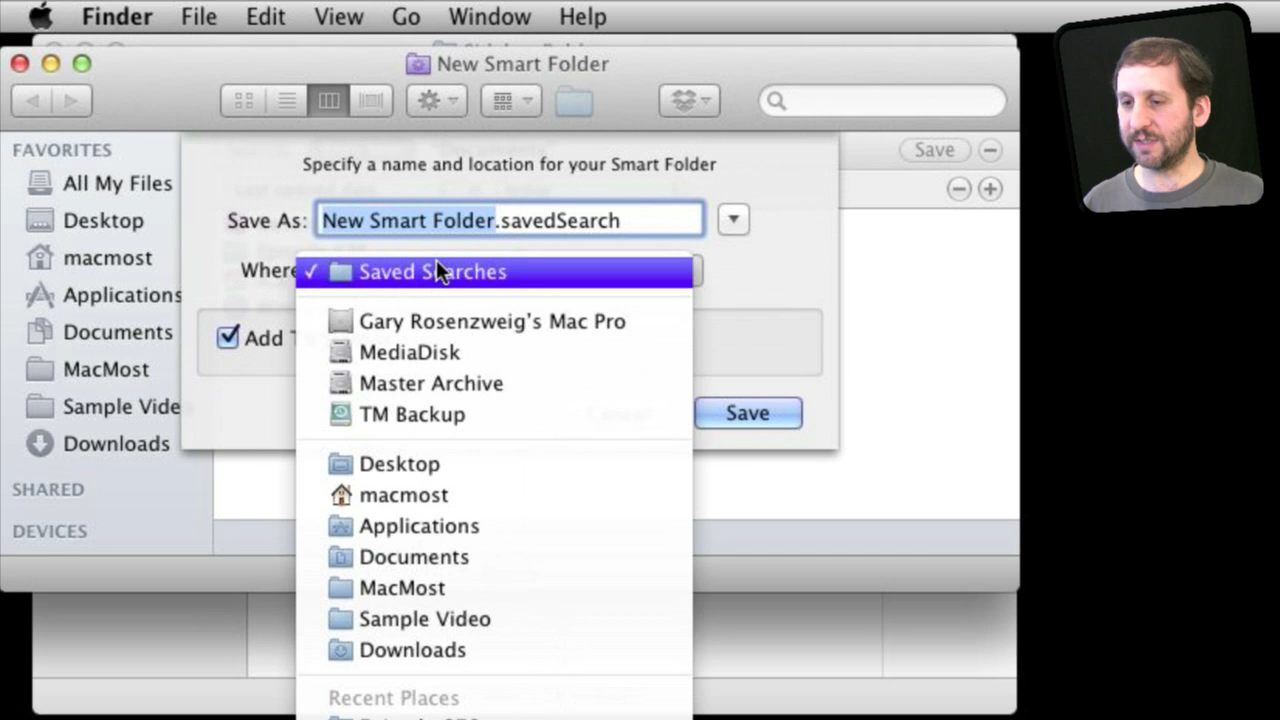 Finder File Edit View Go Window Help
New Smart Folder
FAVORITES
All My Files
Desktop
macmost
Applications
Documents
MacMost
Sample Vide
Downloads
SHARED
DEVICES
Save
Specify a name and location for your Smart Folder
Save As: New Smart Folder.savedSearch
Where
Saved Searches
Gary Rosenzweig's Mac Pro
MediaDisk
Master Archive
TM Backup
Desktop
macmost
Applications
Documents
MacMost
Sample Video
Downloads
Recent Places
Add T
Save